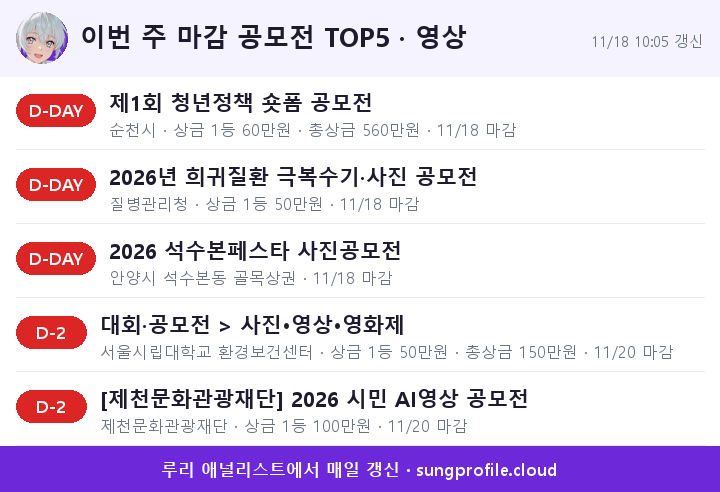 이번 주 마감 공모전 TOP5 · 영상
11/18 10:05 갱신
D-DAY
제1회 청년정책 숏폼 공모전
순천시 · 상금 1등 60만원 · 총상금 560만원 · 11/18 마감
D-DAY
2026년 희귀질환 극복수기·사진 공모전
질병관리청 · 상금 1등 50만원 · 11/18 마감
D-DAY
2026 석수본페스타 사진공모전
안양시 석수본동 골목상권 · 11/18 마감
D-2
대회·공모전 > 사진•영상•영화제
서울시립대학교 환경보건센터 · 상금 1등 50만원 · 총상금 150만원 · 11/20 마감
D-2
[제천문화관광재단] 2026 시민 AI영상 공모전
제천문화관광재단 · 상금 1등 100만원 · 11/20 마감
루리 애널리스트에서 매일 갱신 · sungprofile.cloud